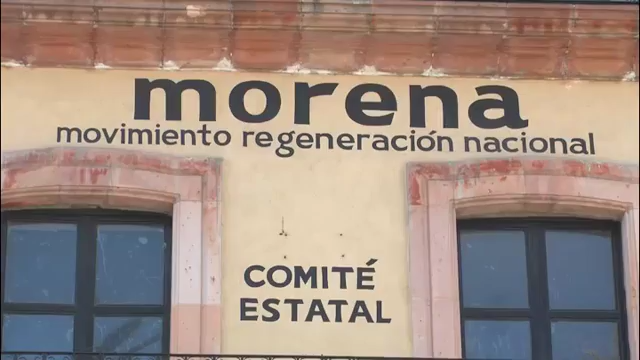 morena
movimiento regeneración nacional
COMITÉ
ESTATAL